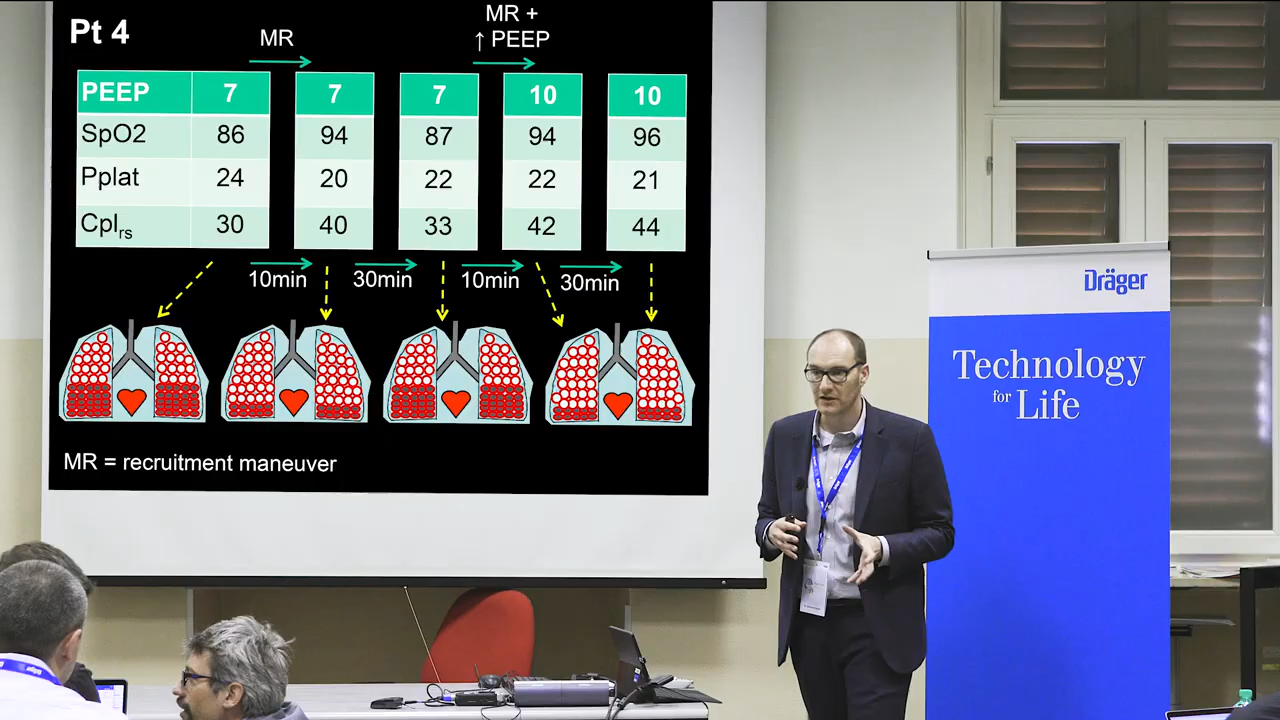 Pt 4
MR
MR +
↑ PEEP
PEEP 7 7 7 10 10
SpO2 86 94 87 94 96
Pplat 24 20 22 22 21
Cplrs 30 40 33 42 44
10min 30min 10min 30min
MR = recruitment maneuver
Dräger
Technology
for Life